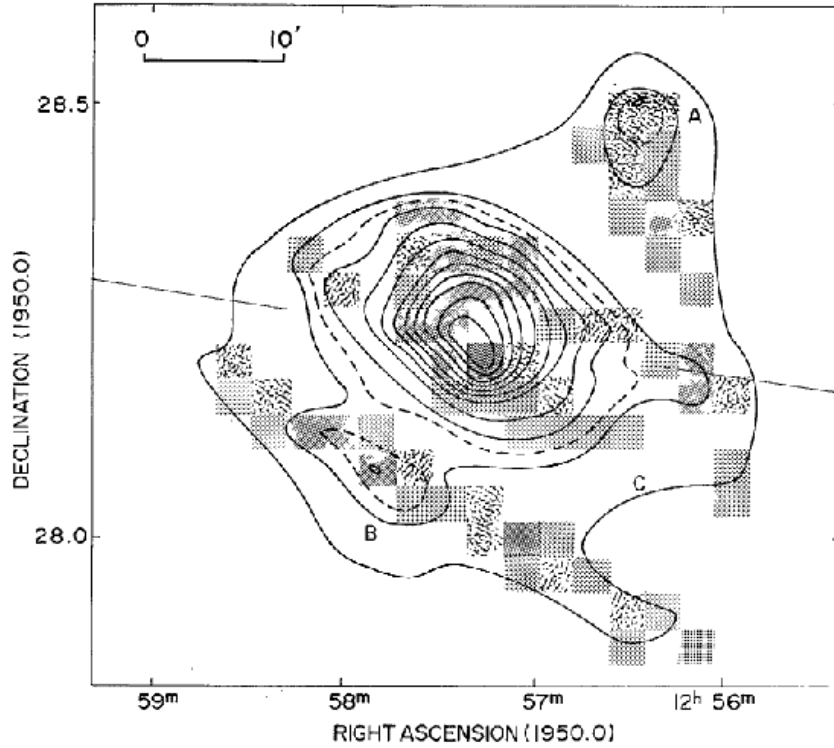 0 10'
28.5
A
DECLINATION (1950.0)
C
B
28.0
59ᵐ 58ᵐ 57ᵐ 12ʰ 56ᵐ
RIGHT ASCENSION (1950.0)